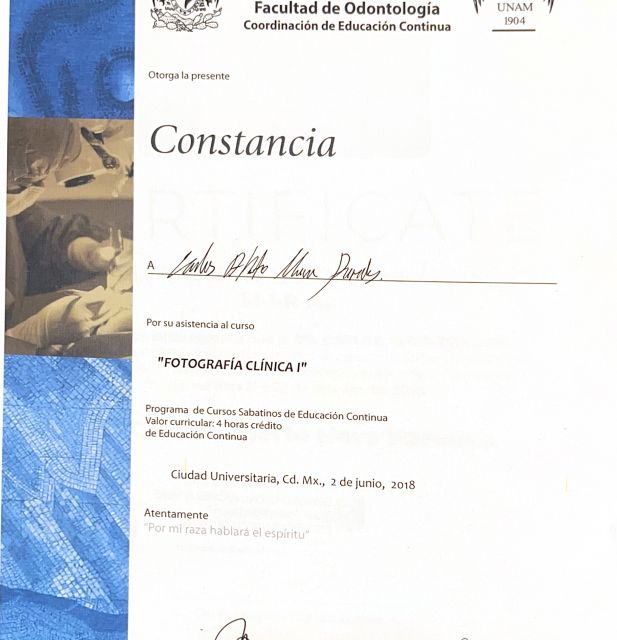 Facultad de Odontología
Coordinación de Educación Continua
UNAM
1904
Otorga la presente
Constancia
A Carlos
Por su asistencia al curso
"FOTOGRAFÍA CLÍNICA I"
Programa de Cursos Sabatinos de Educación Continua
Valor curricular: 4 horas crédito
de Educación Continua
Ciudad Universitaria, Cd. Mx., 2 de junio, 2018
Atentamente
"Por mi raza hablará el espíritu"